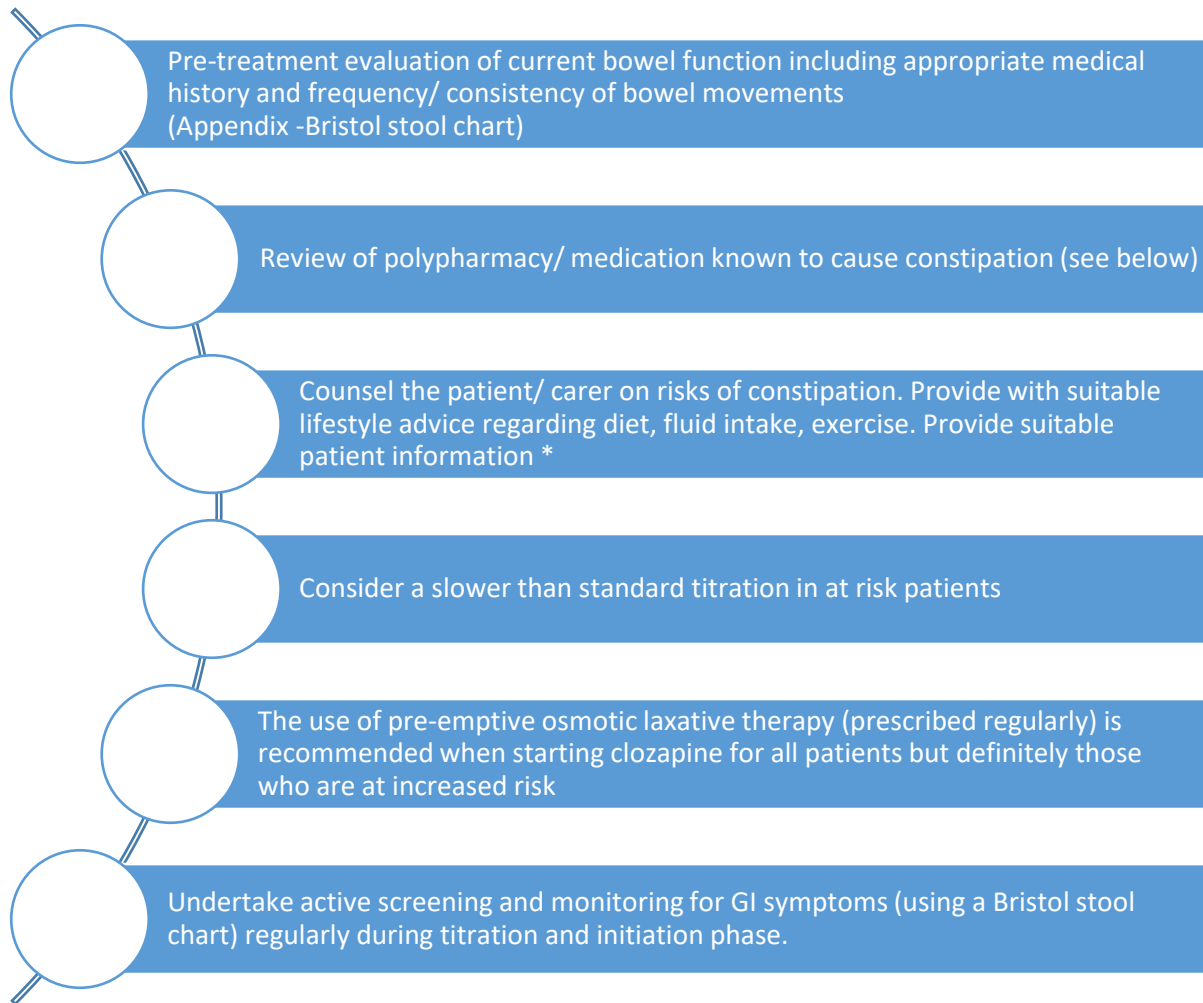 Pre-treatment evaluation of current bowel function including appropriate medical
history and frequency/ consistency of bowel movements
(Appendix -Bristol stool chart)
Review of polypharmacy/ medication known to cause constipation (see below)
Counsel the patient/ carer on risks of constipation. Provide with suitable
lifestyle advice regarding diet, fluid intake, exercise. Provide suitable
patient information *
Consider a slower than standard titration in at risk patients
The use of pre-emptive osmotic laxative therapy (prescribed regularly) is
recommended when starting clozapine for all patients but definitely those
who are at increased risk
Undertake active screening and monitoring for GI symptoms (using a Bristol stool
chart) regularly during titration and initiation phase.